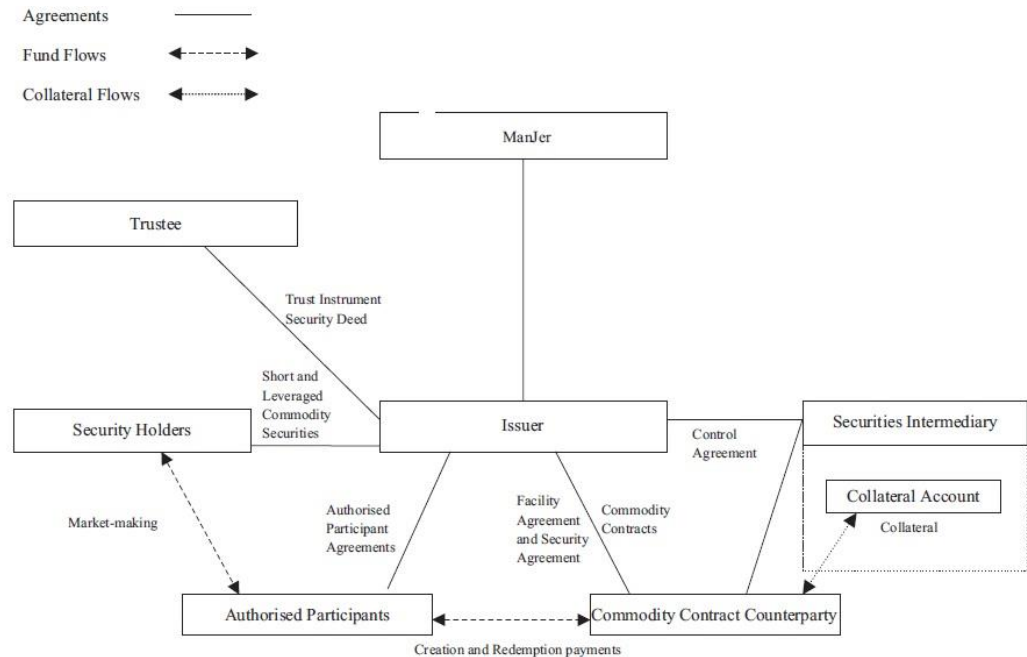 Agreements
Fund Flows
Collateral Flows
ManJer
Trustee
Trust Instrument
Security Deed
Short and
Leveraged
Commodity
Securities
Security Holders
Issuer
Securities Intermediary
Control
Agreement
Collateral Account
Collateral
Market-making
Authorised
Participant
Agreements
Facility
Agreement
and Security
Agreement
Commodity
Contracts
Authorised Participants
Commodity Contract Counterparty
Creation and Redemption payments